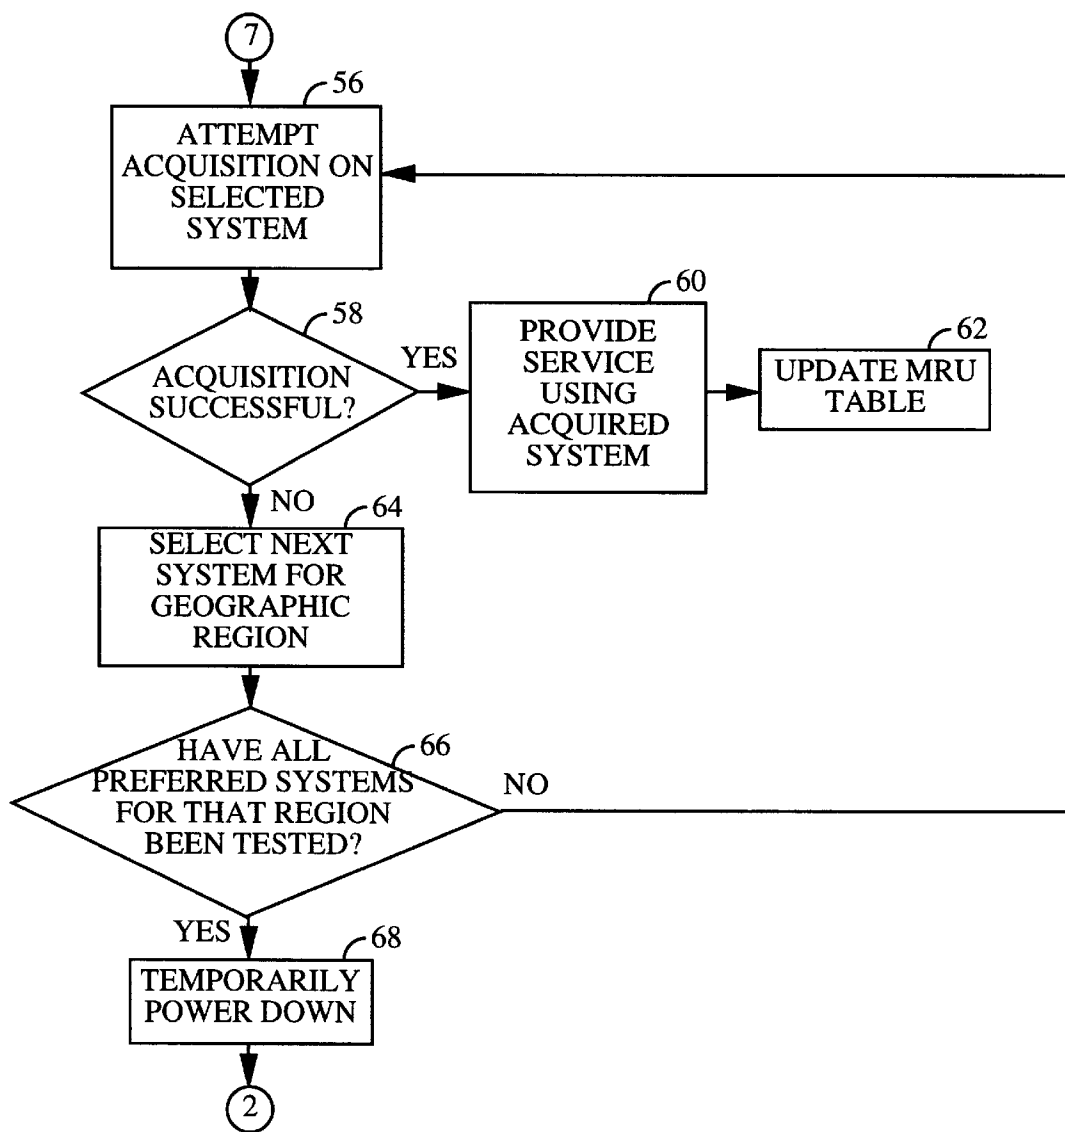 7
56
ATTEMPT
ACQUISITION ON
SELECTED
SYSTEM
58
ACQUISITION
SUCCESSFUL?
YES
60
PROVIDE
SERVICE
USING
ACQUIRED
SYSTEM
62
UPDATE MRU
TABLE
NO
64
SELECT NEXT
SYSTEM FOR
GEOGRAPHIC
REGION
66
HAVE ALL
PREFERRED SYSTEMS
FOR THAT REGION
BEEN TESTED?
NO
YES
68
TEMPORARILY
POWER DOWN
2